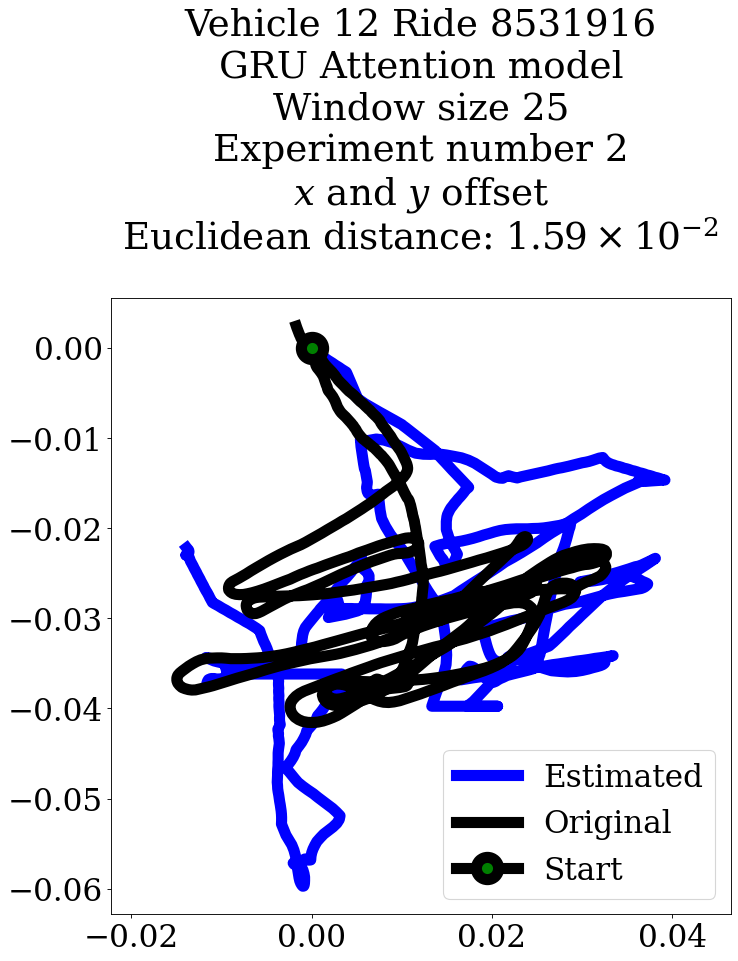 Vehicle 12 Ride 8531916
GRU Attention model
Window size 25
Experiment number 2
x and y offset
Euclidean distance: 1.59 × 10⁻²
0.00
−0.01
−0.02
−0.03
−0.04
−0.05
−0.06
Estimated
Original
Start
−0.02 0.00 0.02 0.04